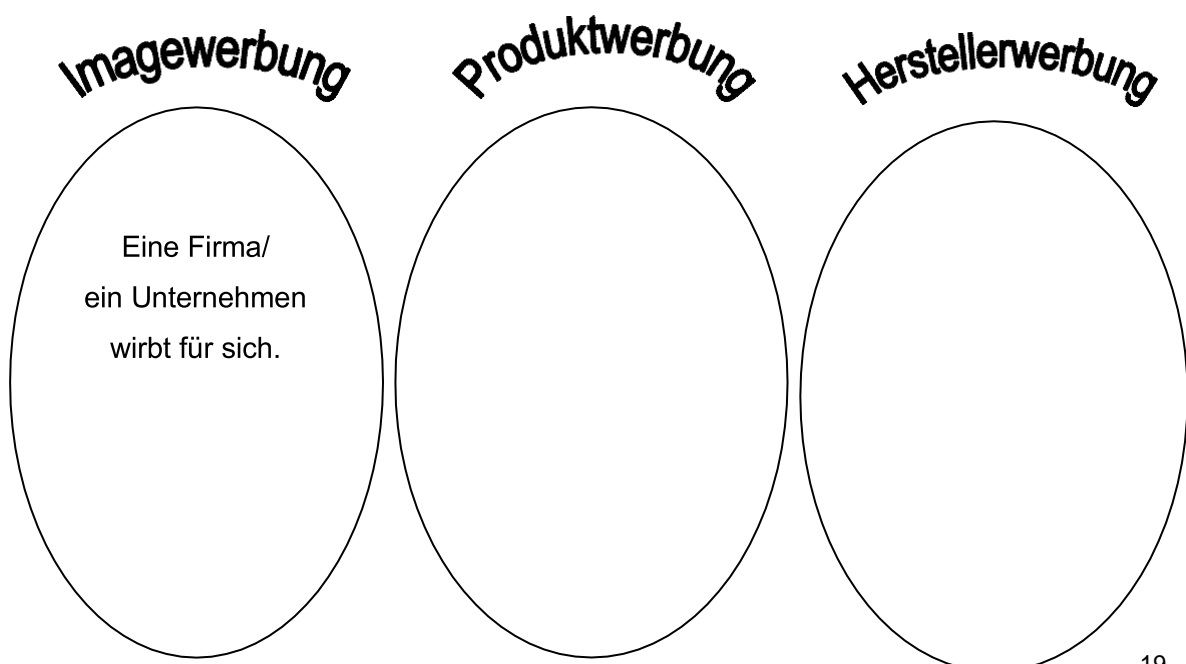 Imagewerbung
Produktwerbung
Herstellerwerbung
Eine Firma/
ein Unternehmen
wirbt für sich.
19